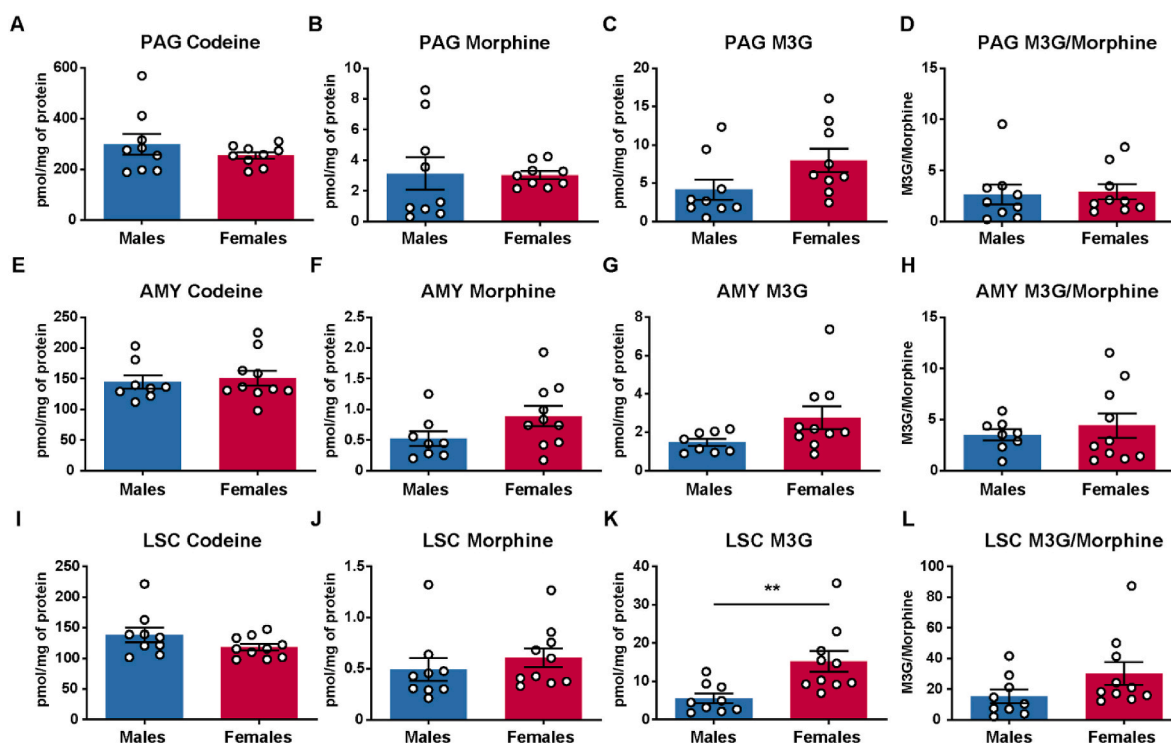 A
PAG Codeine
pmol/mg of protein
600
400
200
0
Males
Females
B
PAG Morphine
pmol/mg of protein
10
8
6
4
2
0
Males
Females
C
PAG M3G
pmol/mg of protein
20
15
10
5
0
Males
Females
D
PAG M3G/Morphine
M3G/Morphine
15
10
5
0
Males
Females
E
AMY Codeine
pmol/mg of protein
250
200
150
100
50
0
Males
Females
F
AMY Morphine
pmol/mg of protein
2.5
2.0
1.5
1.0
0.5
0.0
Males
Females
G
AMY M3G
pmol/mg of protein
8
6
4
2
0
Males
Females
H
AMY M3G/Morphine
M3G/Morphine
15
10
5
0
Males
Females
I
LSC Codeine
pmol/mg of protein
250
200
150
100
50
0
Males
Females
J
LSC Morphine
pmol/mg of protein
1.5
1.0
0.5
0.0
Males
Females
K
LSC M3G
pmol/mg of protein
40
30
20
10
0
**
Males
Females
L
LSC M3G/Morphine
M3G/Morphine
100
80
60
40
20
0
Males
Females